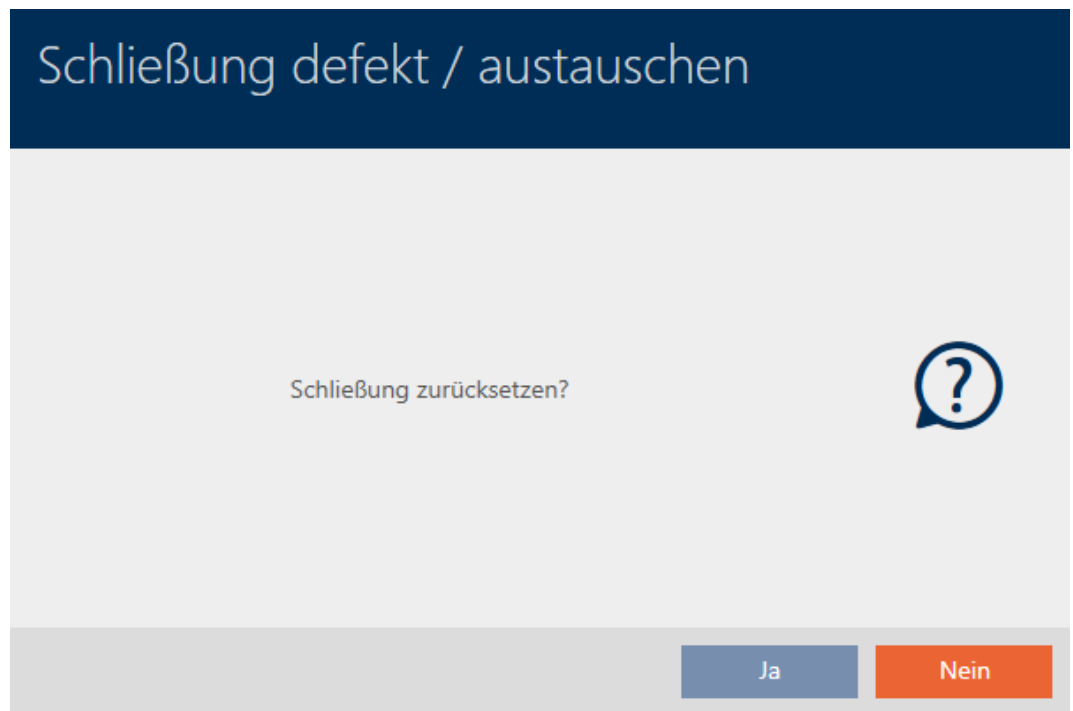 Schließung defekt / austauschen
Schließung zurücksetzen?
?
Ja
Nein